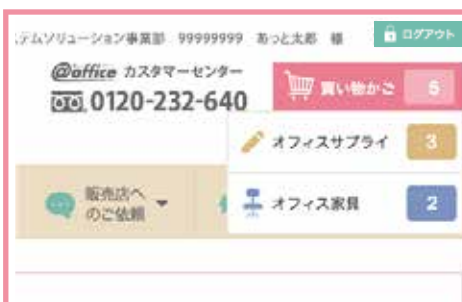 ステムソリューション事業部 99999999 あっと太郎 様
ログアウト
@office カスタマーセンター
0120-232-640
買い物かご 5
オフィスサプライ 3
販売店へ
のご依頼
オフィス家具 2